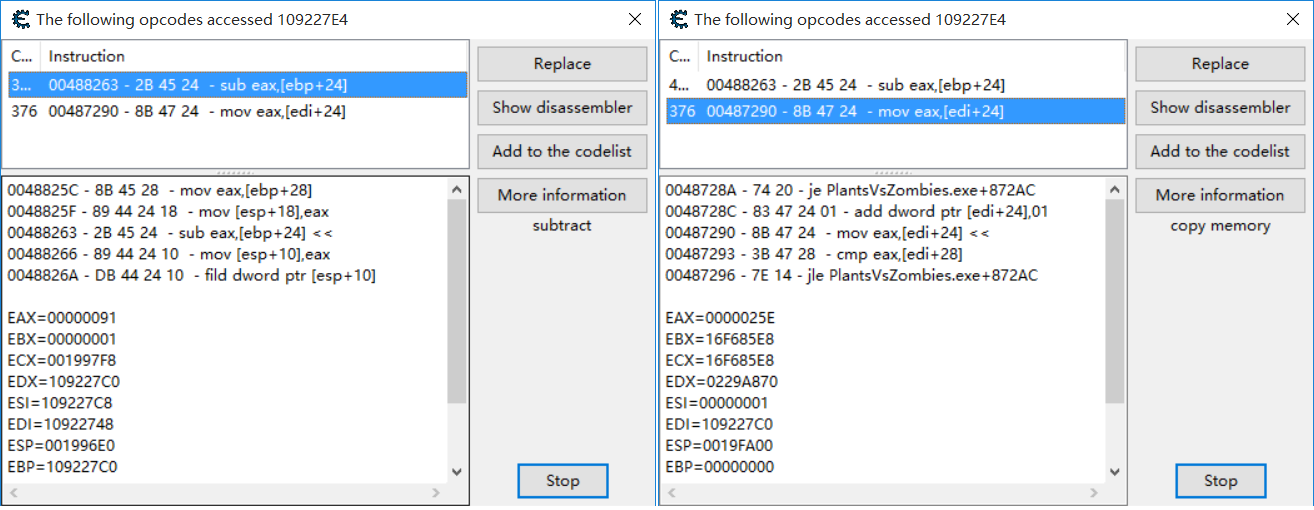 The following opcodes accessed 109227E4
C... Instruction
3... 00488263 - 2B 45 24 - sub eax,[ebp+24]
376 00487290 - 8B 47 24 - mov eax,[edi+24]
Replace
Show disassembler
Add to the codelist
More information
subtract
0048825C - 8B 45 28 - mov eax,[ebp+28]
0048825F - 89 44 24 18 - mov [esp+18],eax
00488263 - 2B 45 24 - sub eax,[ebp+24] <<
00488266 - 89 44 24 10 - mov [esp+10],eax
0048826A - DB 44 24 10 - fild dword ptr [esp+10]
EAX=00000091
EBX=00000001
ECX=001997F8
EDX=109227C0
ESI=109227C8
EDI=10922748
ESP=001996E0
EBP=109227C0
Stop
The following opcodes accessed 109227E4
C... Instruction
4... 00488263 - 2B 45 24 - sub eax,[ebp+24]
376 00487290 - 8B 47 24 - mov eax,[edi+24]
Replace
Show disassembler
Add to the codelist
More information
copy memory
0048728A - 74 20 - je PlantsVsZombies.exe+872AC
0048728C - 83 47 24 01 - add dword ptr [edi+24],01
00487290 - 8B 47 24 - mov eax,[edi+24] <<
00487293 - 3B 47 28 - cmp eax,[edi+28]
00487296 - 7E 14 - jle PlantsVsZombies.exe+872AC
EAX=0000025E
EBX=16F685E8
ECX=16F685E8
EDX=0229A870
ESI=00000001
EDI=109227C0
ESP=0019FA00
EBP=00000000
Stop